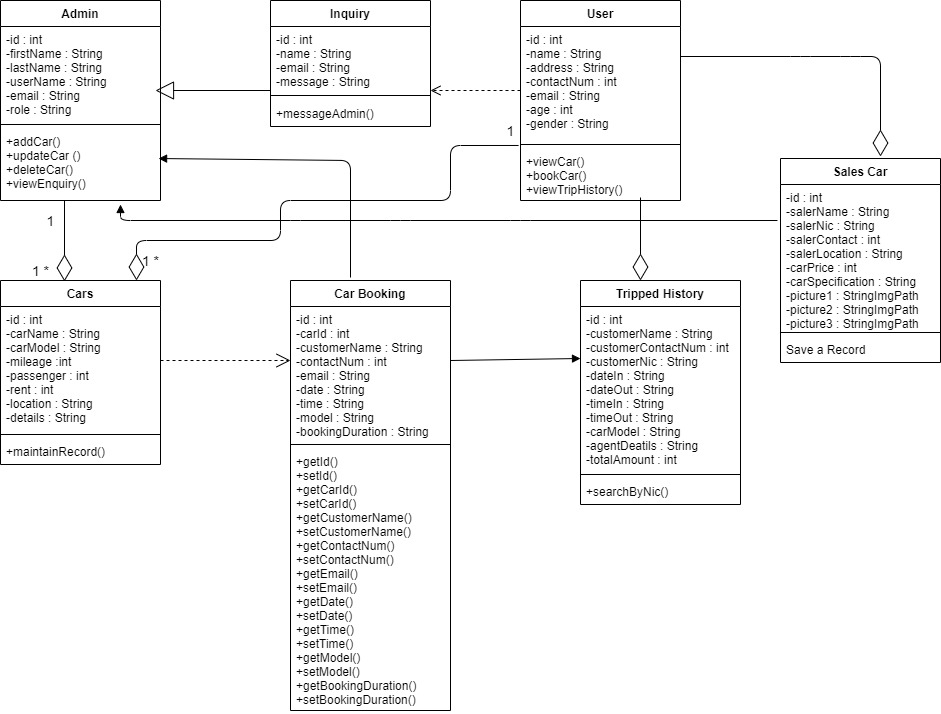 Admin
-id : int
-firstName : String
-lastName : String
-userName : String
-email : String
-role : String
+addCar()
+updateCar ()
+deleteCar()
+viewEnquiry()
Inquiry
-id : int
-name : String
-email : String
-message : String
+messageAdmin()
User
-id : int
-name : String
-address : String
-contactNum : int
-email : String
-age : int
-gender : String
+viewCar()
+bookCar()
+viewTripHistory()
Sales Car
-id : int
-salerName : String
-salerNic : String
-salerContact : int
-salerLocation : String
-carPrice : int
-carSpecification : String
-picture1 : StringImgPath
-picture2 : StringImgPath
-picture3 : StringImgPath
Save a Record
1
1
1 *
1 *
Cars
-id : int
-carName : String
-carModel : String
-mileage :int
-passenger : int
-rent : int
-location : String
-details : String
+maintainRecord()
Car Booking
-id : int
-carId : int
-customerName : String
-contactNum : int
-email : String
-date : String
-time : String
-model : String
-bookingDuration : String
+getId()
+setId()
+getCarId()
+setCarId()
+getCustomerName()
+setCustomerName()
+getContactNum()
+setContactNum()
+getEmail()
+setEmail()
+getDate()
+setDate()
+getTime()
+setTime()
+getModel()
+setModel()
+getBookingDuration()
+setBookingDuration()
Tripped History
-id : int
-customerName : String
-customerContactNum : int
-customerNic : String
-dateIn : String
-dateOut : String
-timeIn : String
-timeOut : String
-carModel : String
-agentDeatils : String
-totalAmount : int
+searchByNic()